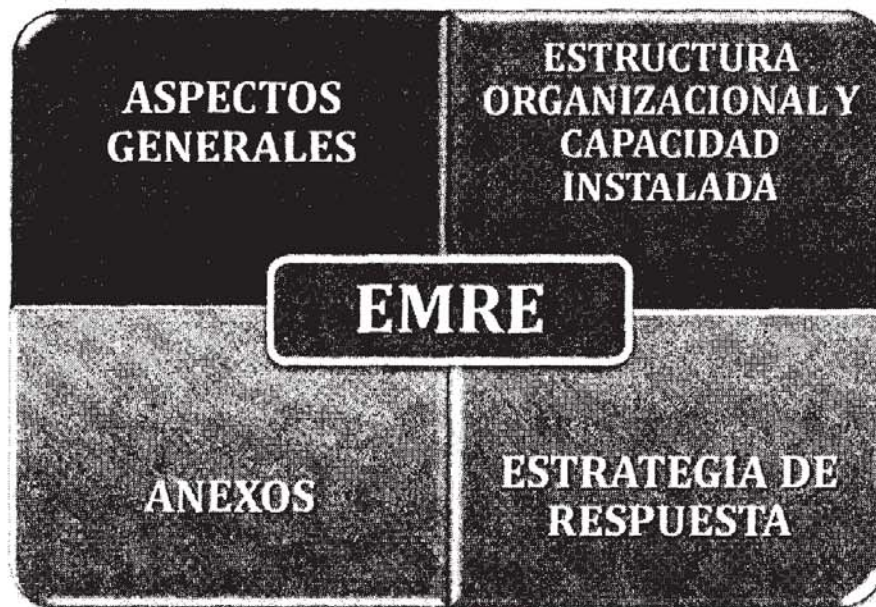 ASPECTOS
GENERALES
ESTRUCTURA
ORGANIZACIONAL Y
CAPACIDAD
INSTALADA
EMRE
ANEXOS
ESTRATEGIA DE
RESPUESTA